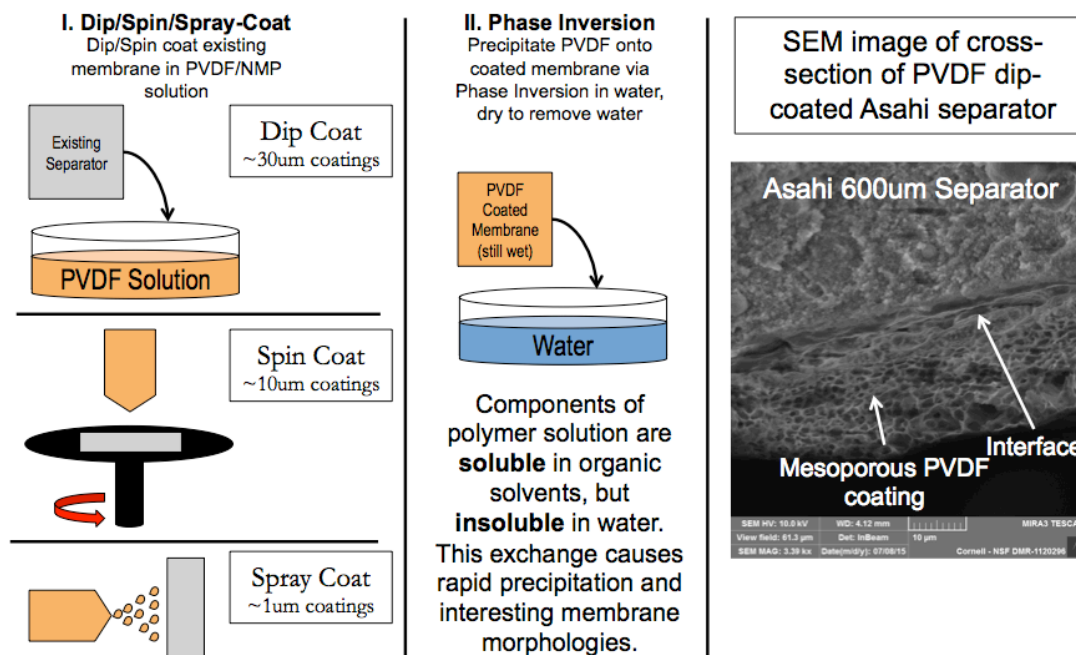 I. Dip/Spin/Spray-Coat
Dip/Spin coat existing
membrane in PVDF/NMP
solution
Existing
Separator
Dip Coat
~30um coatings
PVDF Solution
Spin Coat
~10um coatings
Spray Coat
~1um coatings
II. Phase Inversion
Precipitate PVDF onto
coated membrane via
Phase Inversion in water,
dry to remove water
PVDF
Coated
Membrane
(still wet)
Water
Components of
polymer solution are
soluble in organic
solvents, but
insoluble in water.
This exchange causes
rapid precipitation and
interesting membrane
morphologies.
SEM image of cross-
section of PVDF dip-
coated Asahi separator
Asahi 600um Separator
Interface
Mesoporous PVDF
coating
SEM HV: 10.0 kV WD: 4.12 mm MIRA3 TESCA
View field: 61.3 µm Det: InBeam 10 µm
SEM MAG: 3.39 kx Date(m/d/y): 07/08/15 Cornell - NSF DMR-1120296